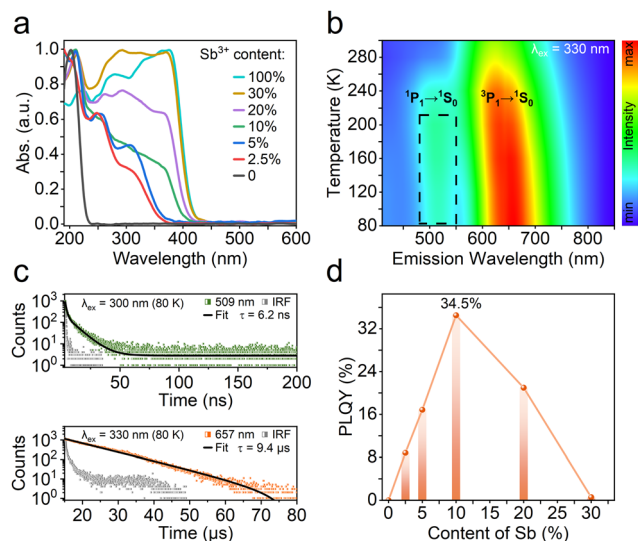 a
Sb3+ content:
100%
30%
20%
10%
5%
2.5%
0
Abs. (a.u.)
1.0
0.8
0.6
0.4
0.2
0.0
200 300 400 500 600
Wavelength (nm)
b
λex = 330 nm
1P1→1S0
3P1→1S0
Temperature (K)
280
240
200
160
120
80
500 600 700 800
Emission Wavelength (nm)
max
Intensity
min
c
λex = 300 nm (80 K)
509 nm IRF
Fit τ = 6.2 ns
Counts
103
102
101
100
50 100 150 200
Time (ns)
λex = 330 nm (80 K)
657 nm IRF
Fit τ = 9.4 μs
Counts
103
102
101
100
20 30 40 50 60 70 80
Time (μs)
d
34.5%
PLQY (%)
32
24
16
8
0
0 5 10 15 20 25 30
Content of Sb (%)